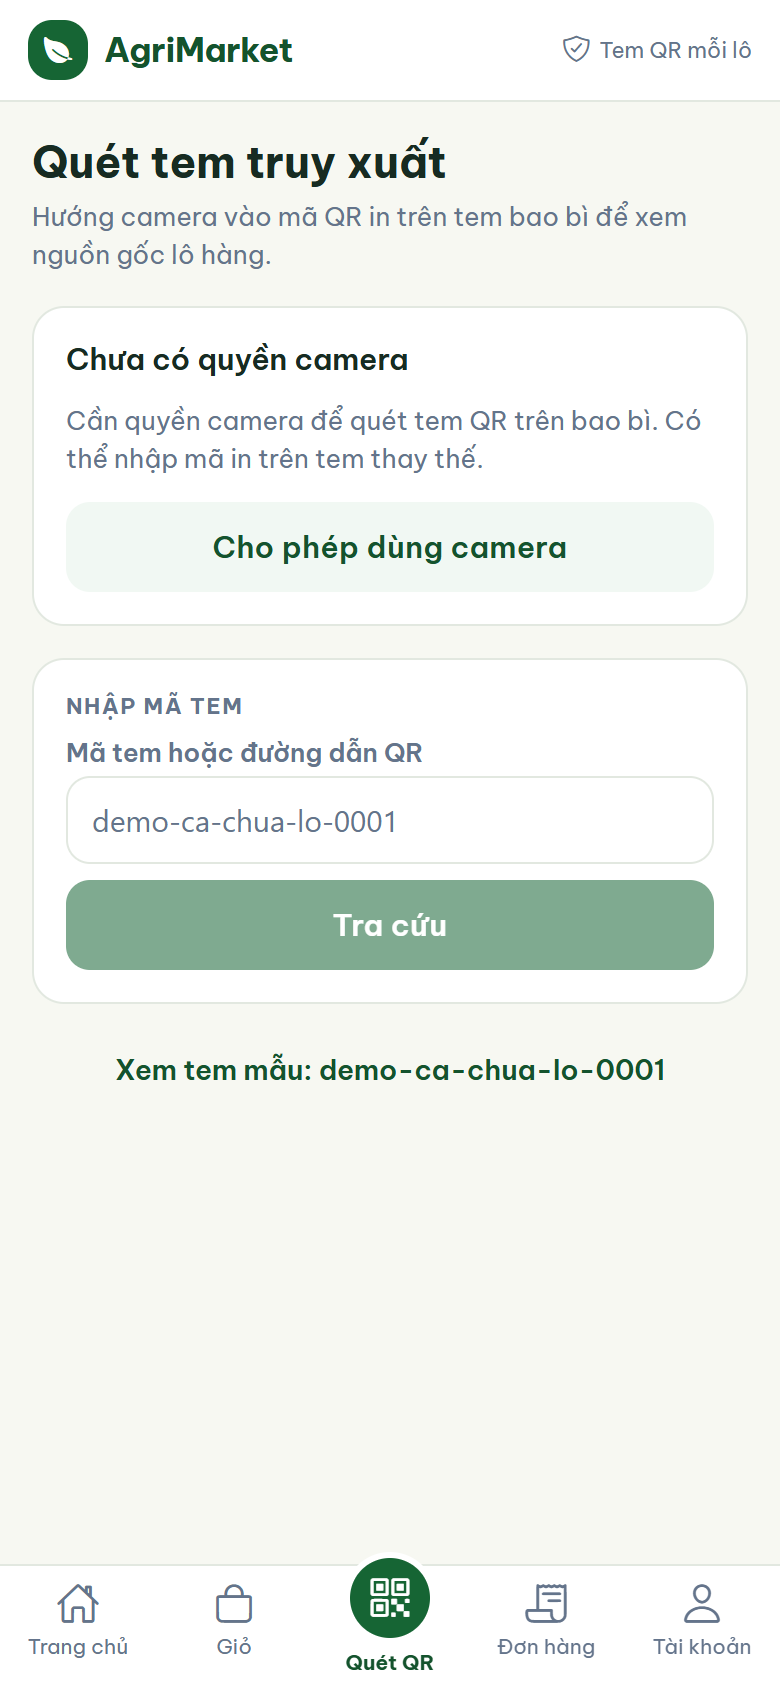 AgriMarket
Tem QR mỗi lô
Quét tem truy xuất
Hướng camera vào mã QR in trên tem bao bì để xem
nguồn gốc lô hàng.
Chưa có quyền camera
Cần quyền camera để quét tem QR trên bao bì. Có
thể nhập mã in trên tem thay thế.
Cho phép dùng camera
NHẬP MÃ TEM
Mã tem hoặc đường dẫn QR
demo-ca-chua-lo-0001
Tra cứu
Xem tem mẫu: demo-ca-chua-lo-0001
Trang chủ
Giỏ
Quét QR
Đơn hàng
Tài khoản